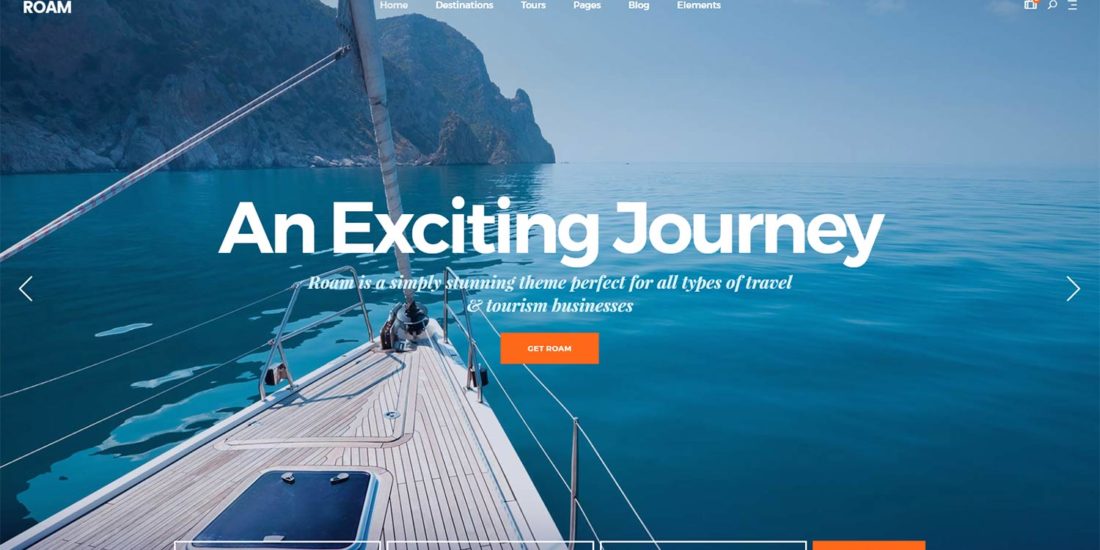 ROAM
Home Destinations Tours Pages Blog Elements
An Exciting Journey
Roam is a simply stunning theme perfect for all types of travel
& tourism businesses
GET ROAM